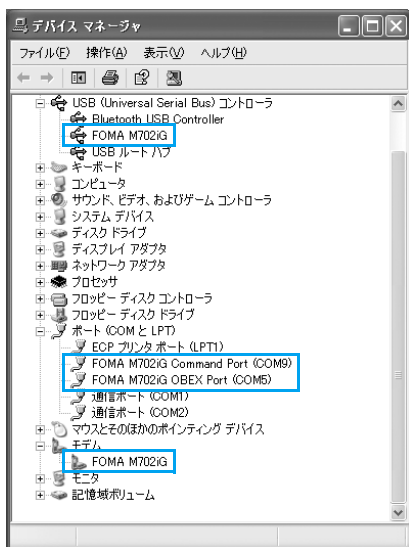 デバイス マネージャ
ファイル(F) 操作(A) 表示(V) ヘルプ(H)
USB (Universal Serial Bus) コントローラ
Bluetooth USB Controller
FOMA M702iG
USB ルート ハブ
キーボード
コンピュータ
サウンド、ビデオ、およびゲーム コントローラ
システム デバイス
ディスク ドライブ
ディスプレイ アダプタ
ネットワーク アダプタ
プロセッサ
フロッピー ディスク コントローラ
フロッピー ディスク ドライブ
ポート (COM と LPT)
ECP プリンタ ポート (LPT1)
FOMA M702iG Command Port (COM9)
FOMA M702iG OBEX Port (COM5)
通信ポート (COM1)
通信ポート (COM2)
マウスとそのほかのポインティング デバイス
モデム
FOMA M702iG
モニタ
記憶域ボリューム